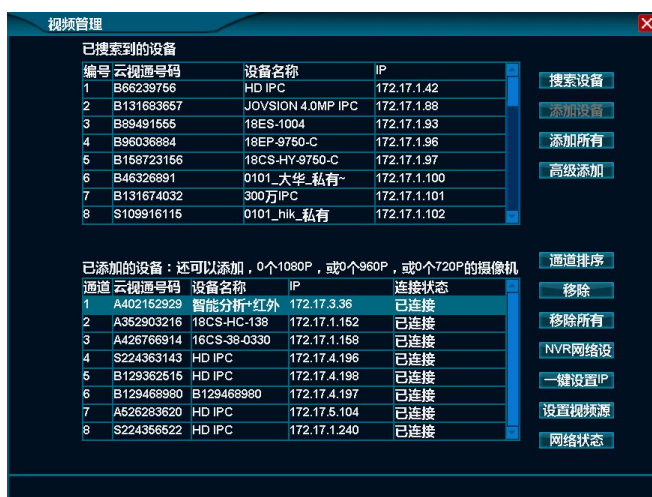 视频管理
已搜索到的设备
编号 云视通号码 设备名称 IP
1 B66239756 HD IPC 172.17.1.42
2 B131683657 JOVSION 4.0MP IPC 172.17.1.88
3 B89491555 18ES-1004 172.17.1.93
4 B96036884 18EP-9750-C 172.17.1.96
5 B158723156 18CS-HY-9750-C 172.17.1.97
6 B46326891 0101_大华_私有~ 172.17.1.100
7 B131674032 300万IPC 172.17.1.101
8 S109916115 0101_hik_私有 172.17.1.102
搜索设备
添加设备
添加所有
高级添加
已添加的设备：还可以添加，0个1080P，或0个960P，或0个720P的摄像机
通道 云视通号码 设备名称 IP 连接状态
1 A402152929 智能分析+红外 172.17.3.36 已连接
2 A352903216 18CS-HC-138 172.17.1.152 已连接
3 A426766914 16CS-38-0330 172.17.1.158 已连接
4 S224363143 HD IPC 172.17.4.196 已连接
5 B129362515 HD IPC 172.17.4.198 已连接
6 B129468980 B129468980 172.17.4.197 已连接
7 A526283620 HD IPC 172.17.5.104 已连接
8 S224356522 HD IPC 172.17.1.240 已连接
通道排序
移除
移除所有
NVR网络设
一键设置IP
设置视频源
网络状态